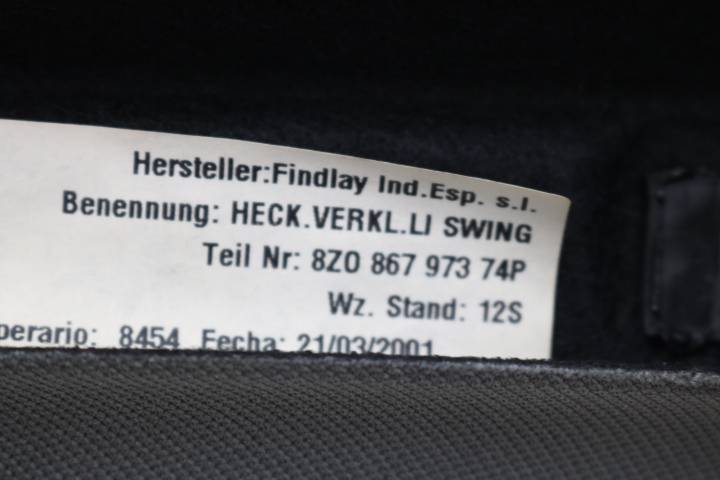 Hersteller:Findlay Ind.Esp. s.l.
Benennung: HECK.VERKL.LI SWING
Teil Nr: 8Z0 867 973 74P
Wz. Stand: 12S
perario: 8454 Fecha: 21/03/2001